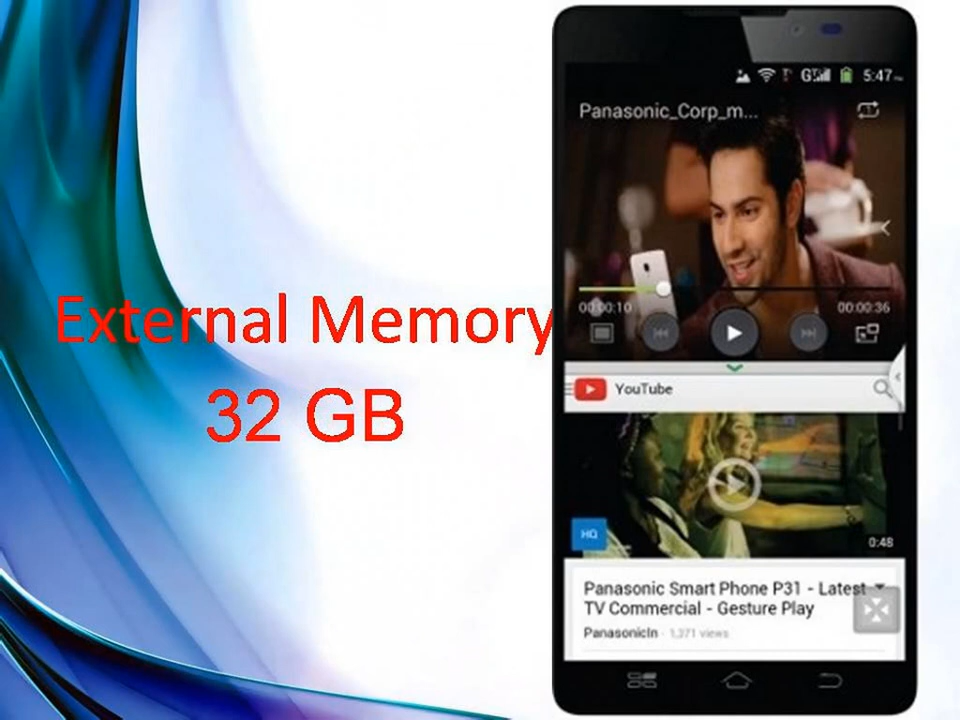 External Memory
32 GB
5:47
Panasonic_Corp_m...
00:00:10
00:00:36
YouTube
HQ
0:48
Panasonic Smart Phone P31 - Latest
TV Commercial - Gesture Play
PanasonicIn · 1,371 views